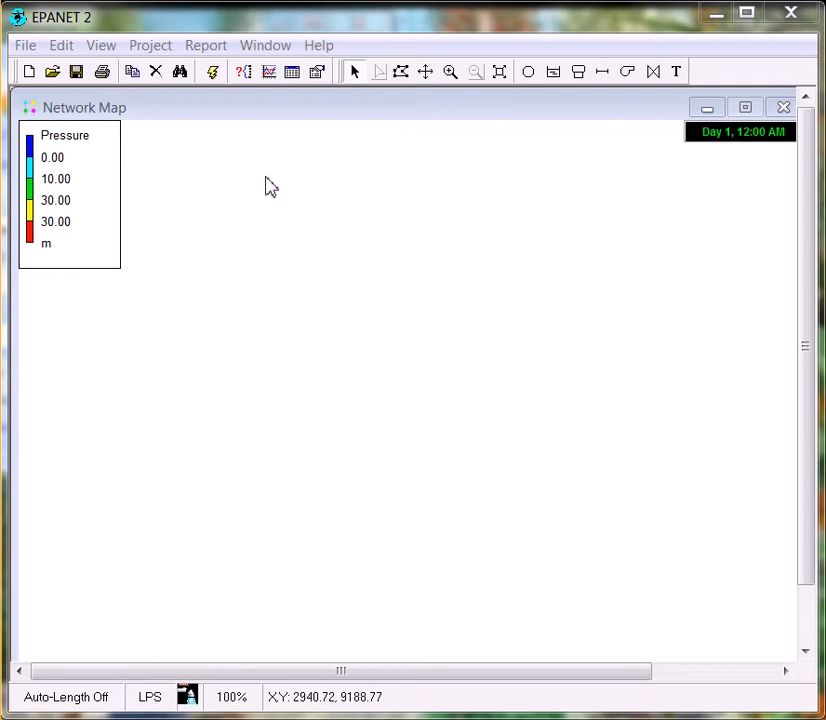 EPANET 2
File Edit View Project Report Window Help
T
Network Map
Pressure
0.00
10.00
30.00
30.00
m
Day 1, 12:00 AM
Auto-Length Off LPS 100% X,Y: 2940.72, 9188.77